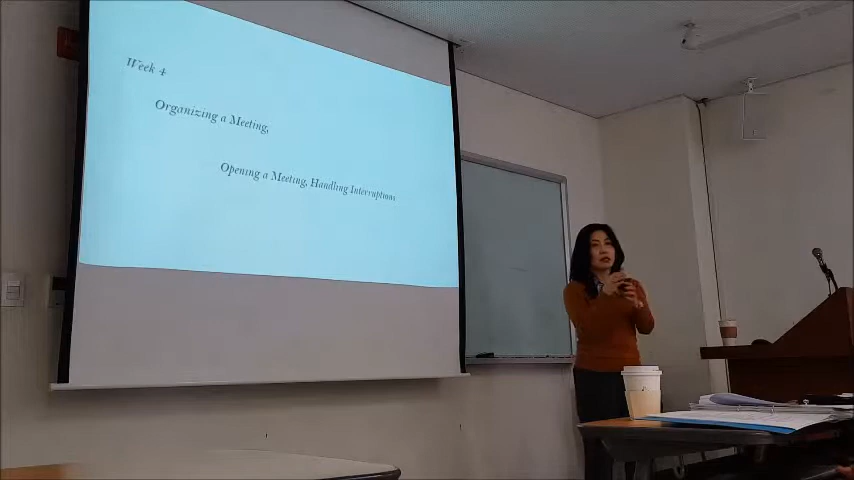 Week 4
Organizing a Meeting,
Opening a Meeting, Handling Interruptions